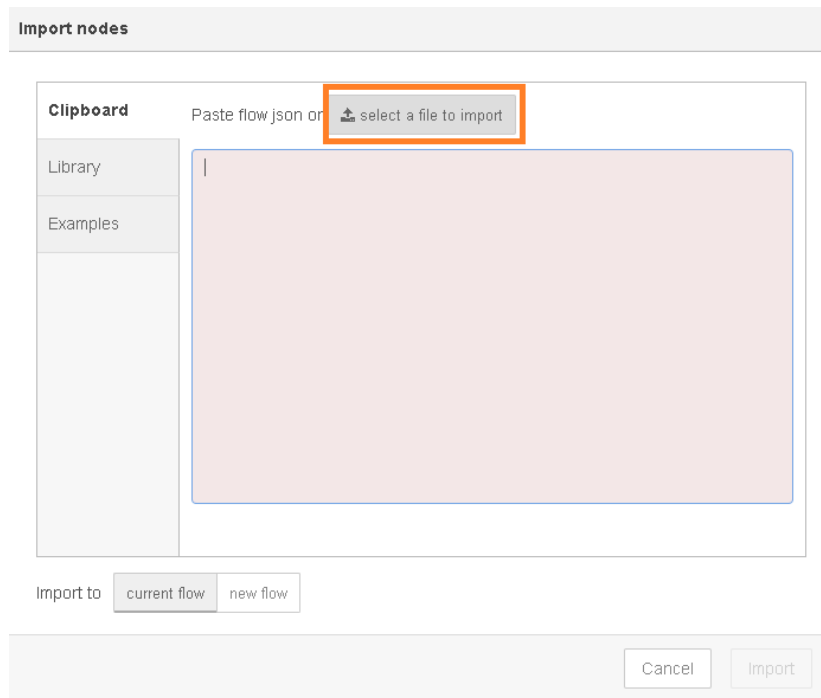 Import nodes
Clipboard
Paste flow json or select a file to import
Library
Examples
Import to current flow new flow
Cancel Import